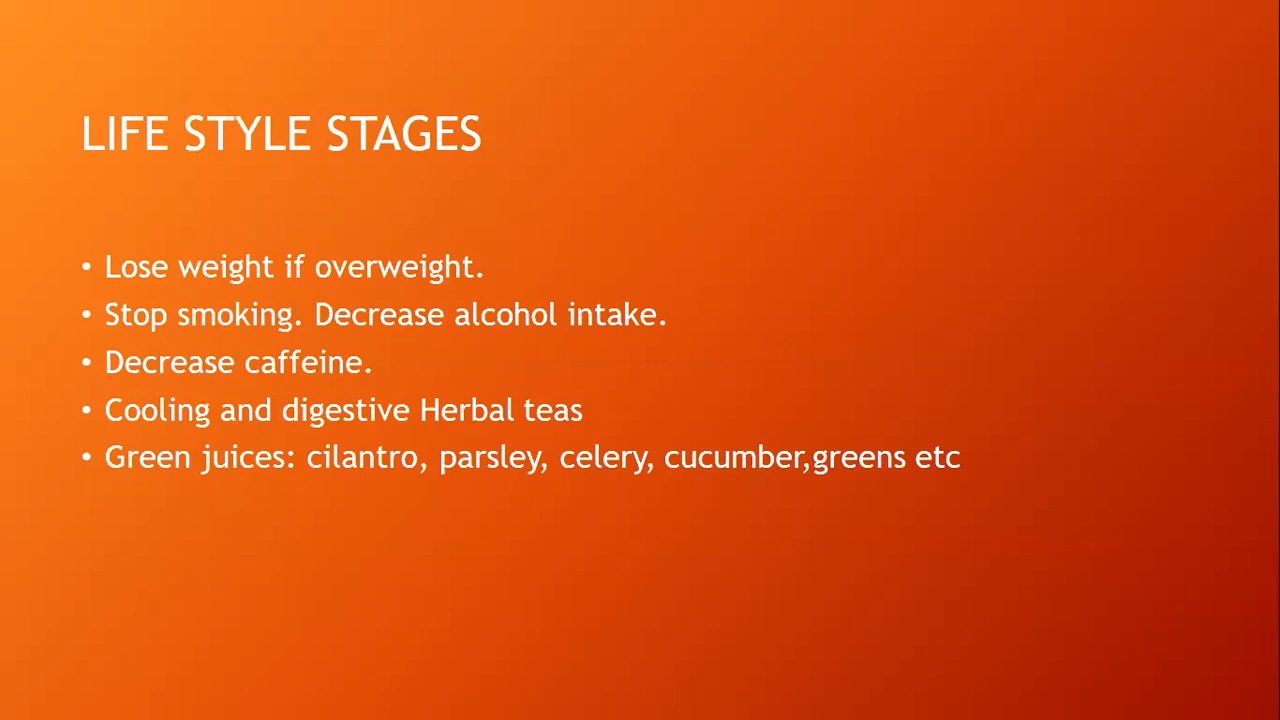 LIFE STYLE STAGES
• Lose weight if overweight.
• Stop smoking. Decrease alcohol intake.
• Decrease caffeine.
• Cooling and digestive Herbal teas
• Green juices: cilantro, parsley, celery, cucumber,greens etc